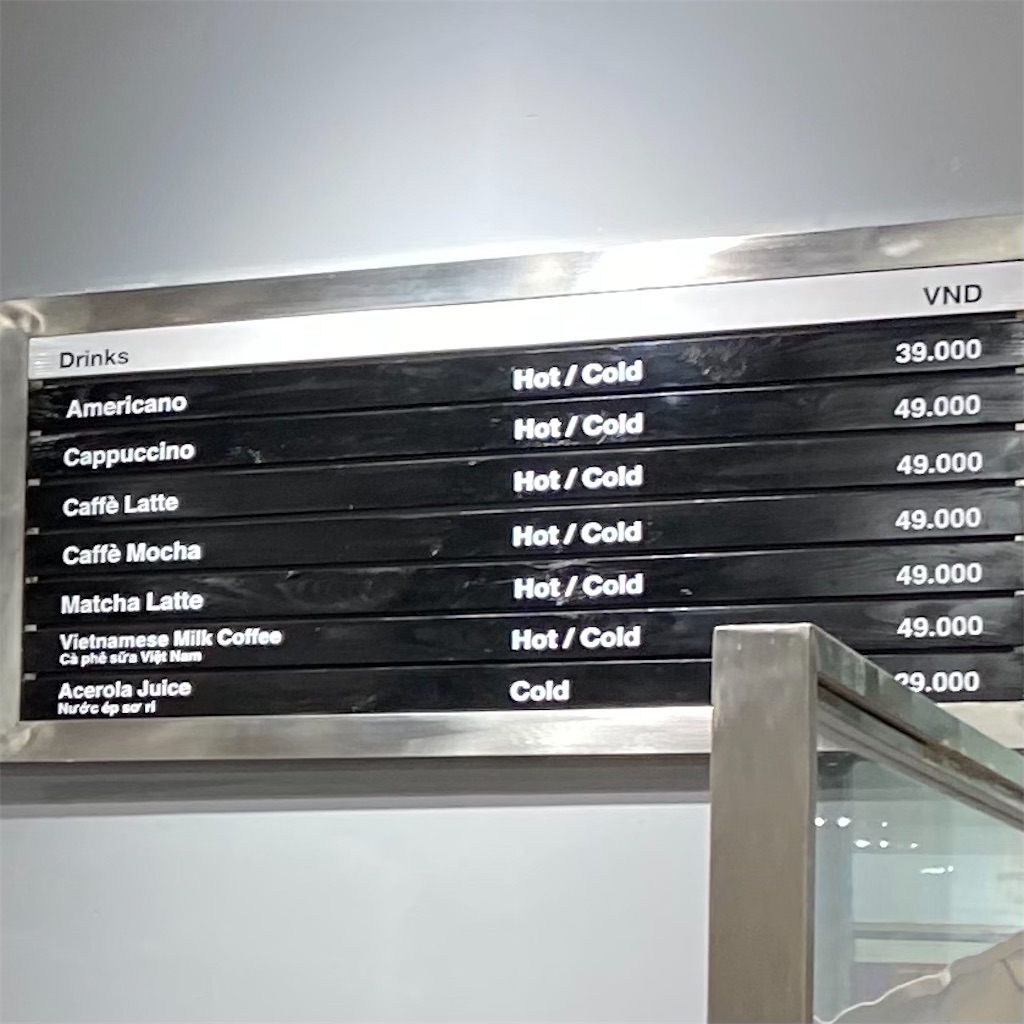 Drinks VND
Americano Hot / Cold 39.000
Cappuccino Hot / Cold 49.000
Caffè Latte Hot / Cold 49.000
Caffè Mocha Hot / Cold 49.000
Matcha Latte Hot / Cold 49.000
Vietnamese Milk Coffee Hot / Cold 49.000
Cà phê sữa Việt Nam
Acerola Juice Cold
Nước ép sơ ri